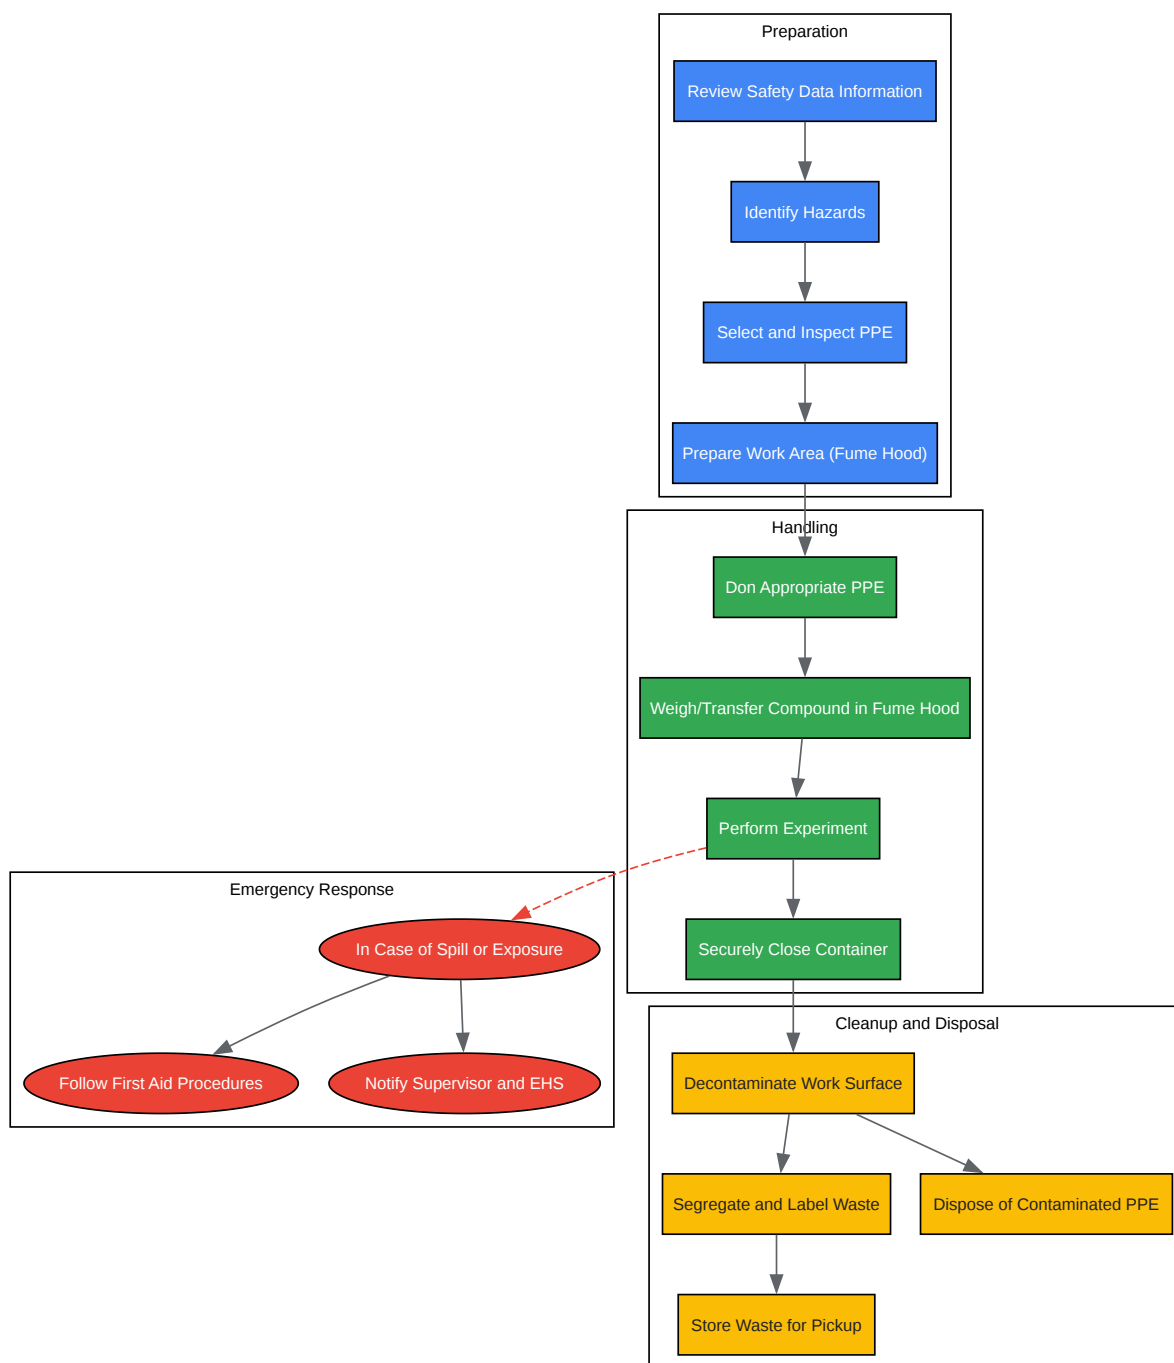 Preparation
Review Safety Data Information
Identify Hazards
Select and Inspect PPE
Prepare Work Area (Fume Hood)
Handling
Don Appropriate PPE
Weigh/Transfer Compound in Fume Hood
Perform Experiment
Securely Close Container
Emergency Response
In Case of Spill or Exposure
Follow First Aid Procedures
Notify Supervisor and EHS
Cleanup and Disposal
Decontaminate Work Surface
Segregate and Label Waste
Dispose of Contaminated PPE
Store Waste for Pickup